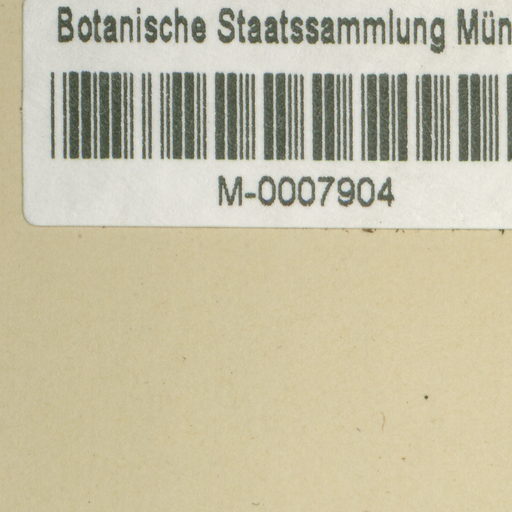 Botanische Staatssammlung Mün
M-0007904